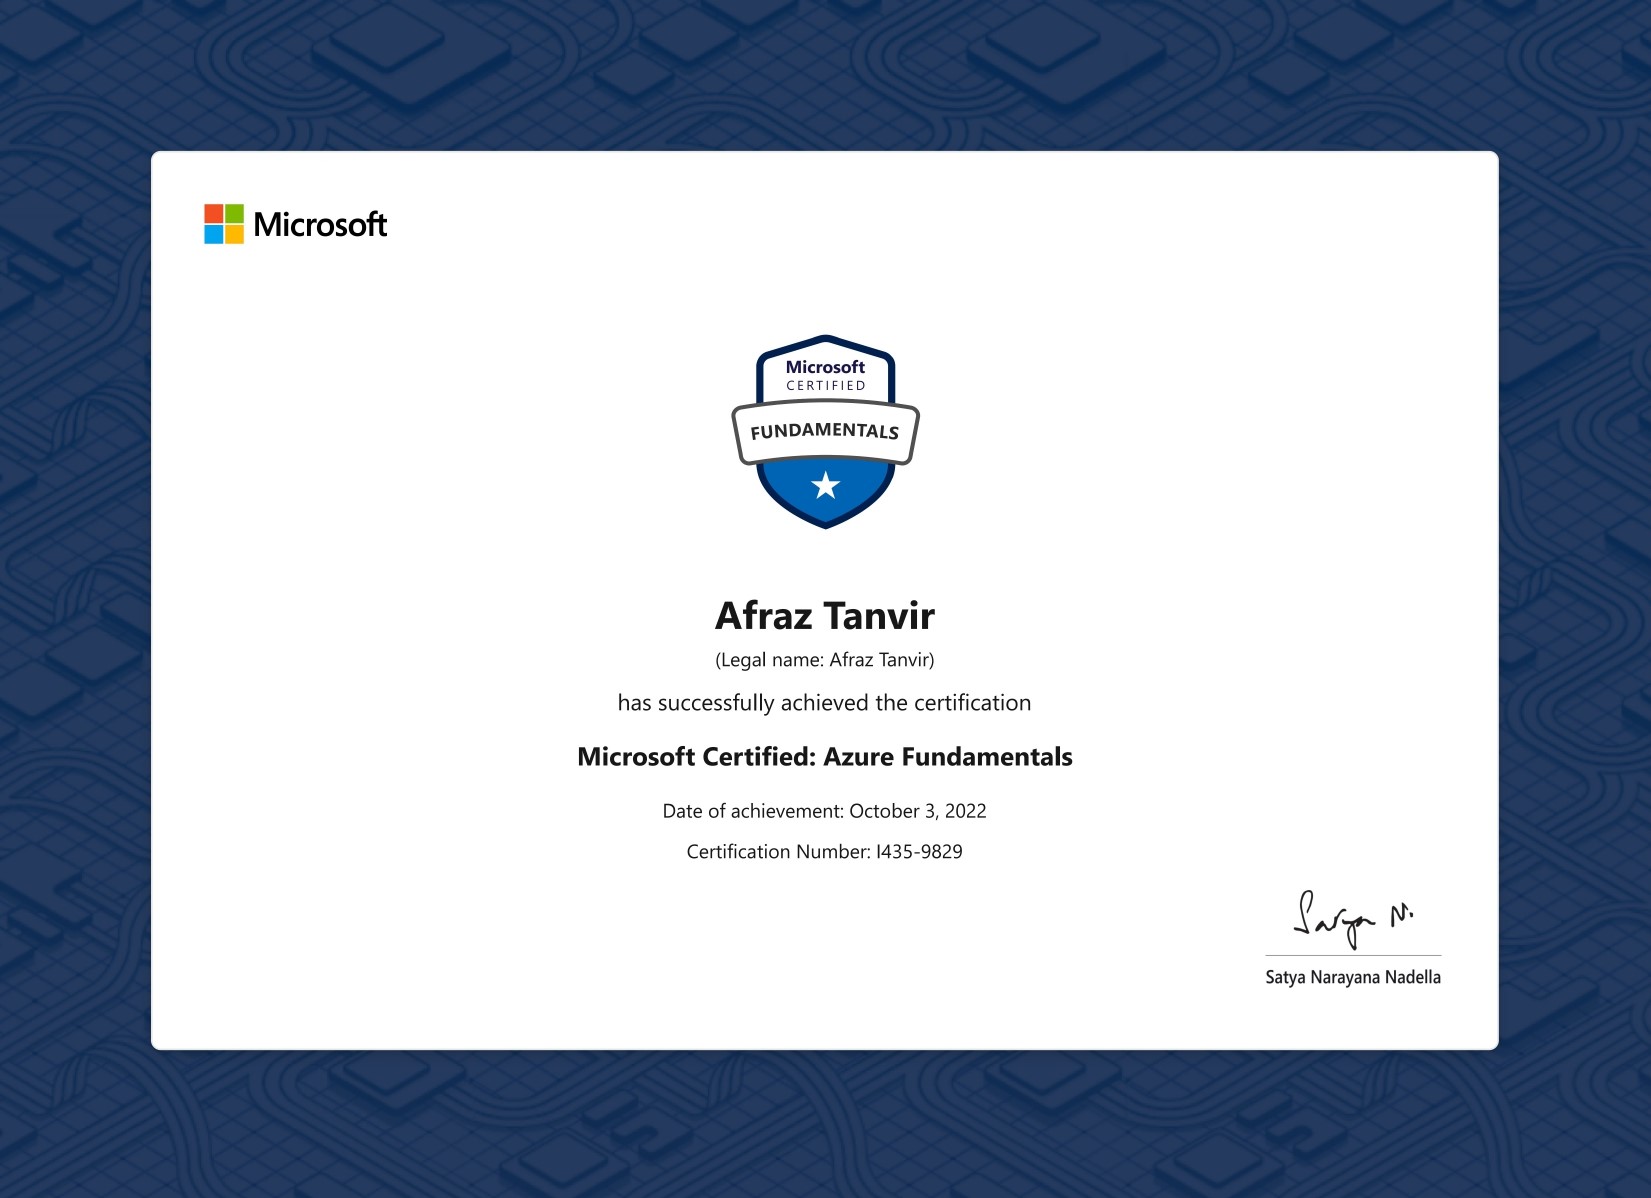 Microsoft
Microsoft
CERTIFIED
FUNDAMENTALS
Afraz Tanvir
(Legal name: Afraz Tanvir)
has successfully achieved the certification
Microsoft Certified: Azure Fundamentals
Date of achievement: October 3, 2022
Certification Number: I435-9829
Satya N.
Satya Narayana Nadella